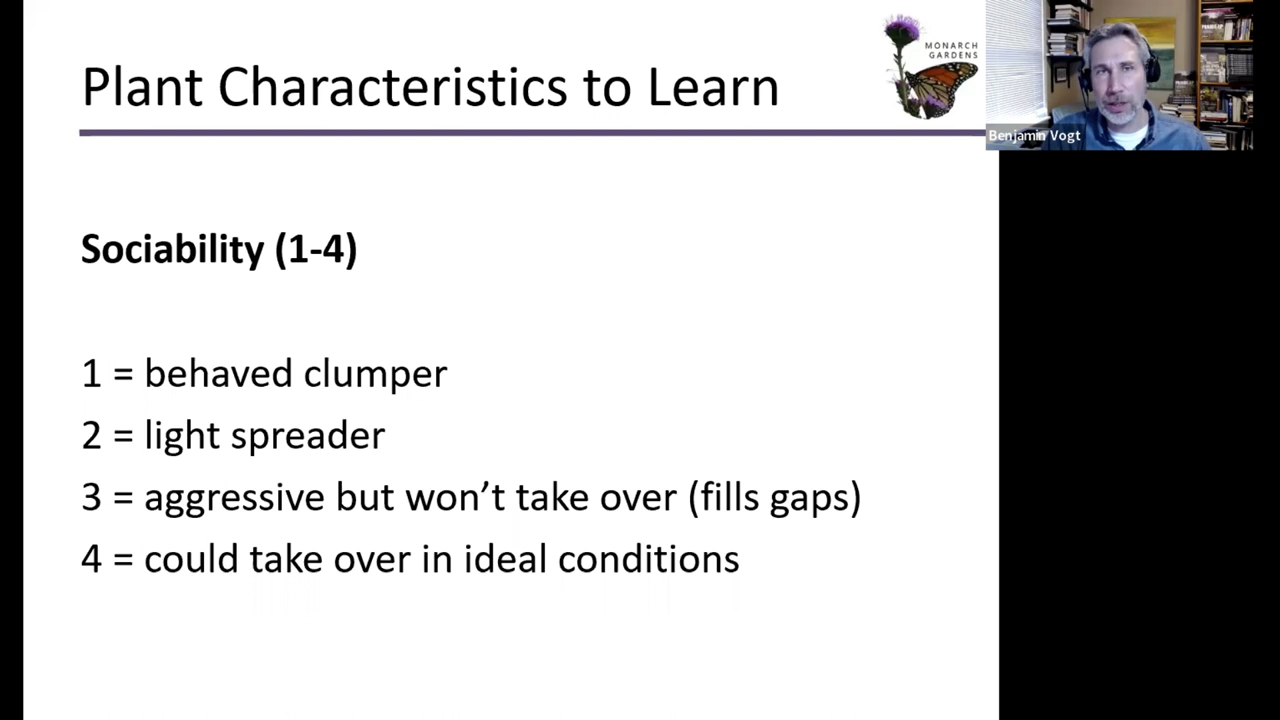 Plant Characteristics to Learn
MONARCH
GARDENS
Benjamin Vogt
Sociability (1-4)
1 = behaved clumper
2 = light spreader
3 = aggressive but won’t take over (fills gaps)
4 = could take over in ideal conditions